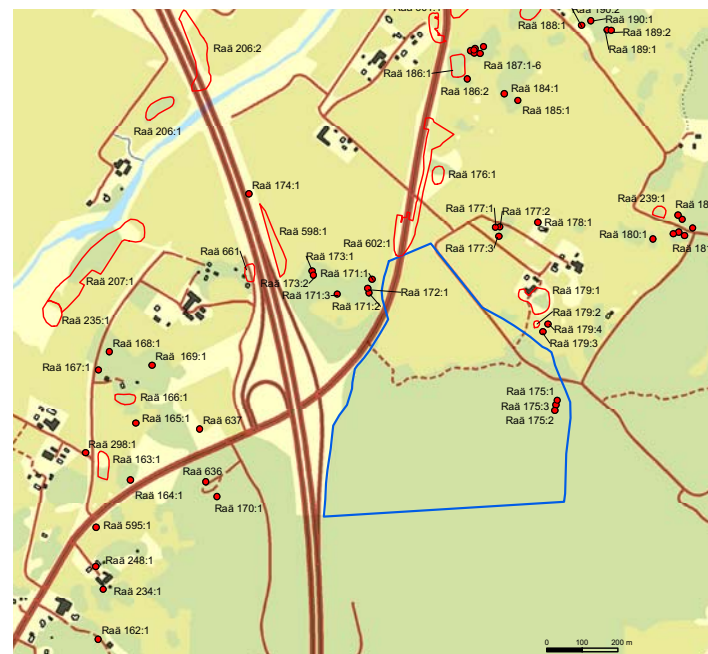 Raä 190:2
Raä 188:1
Raä 190:1
Raä 189:2
Raä 189:1
Raä 206:2
Raä 187:1-6
Raä 186:1
Raä 186:2
Raä 184:1
Raä 185:1
Raä 206:1
Raä 176:1
Raä 174:1
Raä 177:1
Raä 177:2
Raä 178:1
Raä 239:1
Raä 598:1
Raä 602:1
Raä 177:3
Raä 180:1
Raä 661
Raä 173:1
Raä 171:1
Raä 173:2
Raä 207:1
Raä 171:3
Raä 172:1
Raä 171:2
Raä 179:1
Raä 235:1
Raä 179:2
Raä 179:4
Raä 179:3
Raä 168:1
Raä 169:1
Raä 167:1
Raä 166:1
Raä 175:1
Raä 175:3
Raä 175:2
Raä 165:1
Raä 637
Raä 298:1
Raä 163:1
Raä 636
Raä 164:1
Raä 170:1
Raä 595:1
Raä 248:1
Raä 234:1
Raä 162:1
0 100 200 m